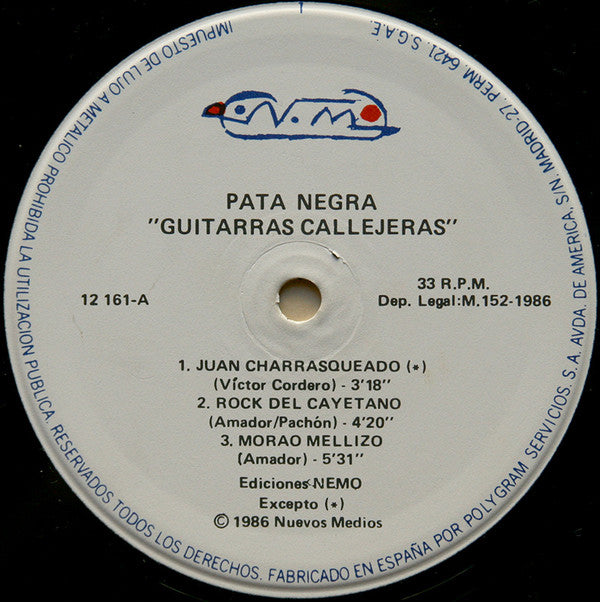 N.M.
PATA NEGRA
"GUITARRAS CALLEJERAS"
12 161-A
33 R.P.M.
Dep. Legal:M.152-1986
1. JUAN CHARRASQUEADO (*)
(Víctor Cordero) - 3'18"
2. ROCK DEL CAYETANO
(Amador/Pachón) - 4'20"
3. MORAO MELLIZO
(Amador) - 5'31"
Ediciones NEMO
Excepto (*)
© 1986 Nuevos Medios
IMPUESTO DE LUJO A METALICO PROHIBIDA LA UTILIZACION PUBLICA. RESERVADOS TODOS LOS DERECHOS. FABRICADO EN ESPAÑA POR POLYGRAM SERVICIOS. S.A. AVDA. DE AMERICA, S/N. MADRID-27. PERM. 6421. S.G.A.E.